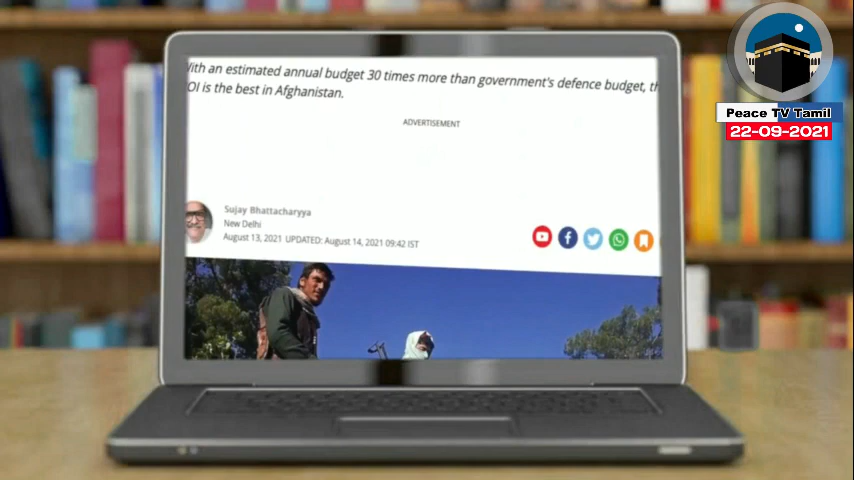 ith an estimated annual budget 30 times more than government's defence budget, th
OI is the best in Afghanistan.
ADVERTISEMENT
Sujay Bhattacharyya
New Delhi
August 13, 2021 UPDATED: August 14, 2021 09:42 IST
Peace TV Tamil
22-09-2021